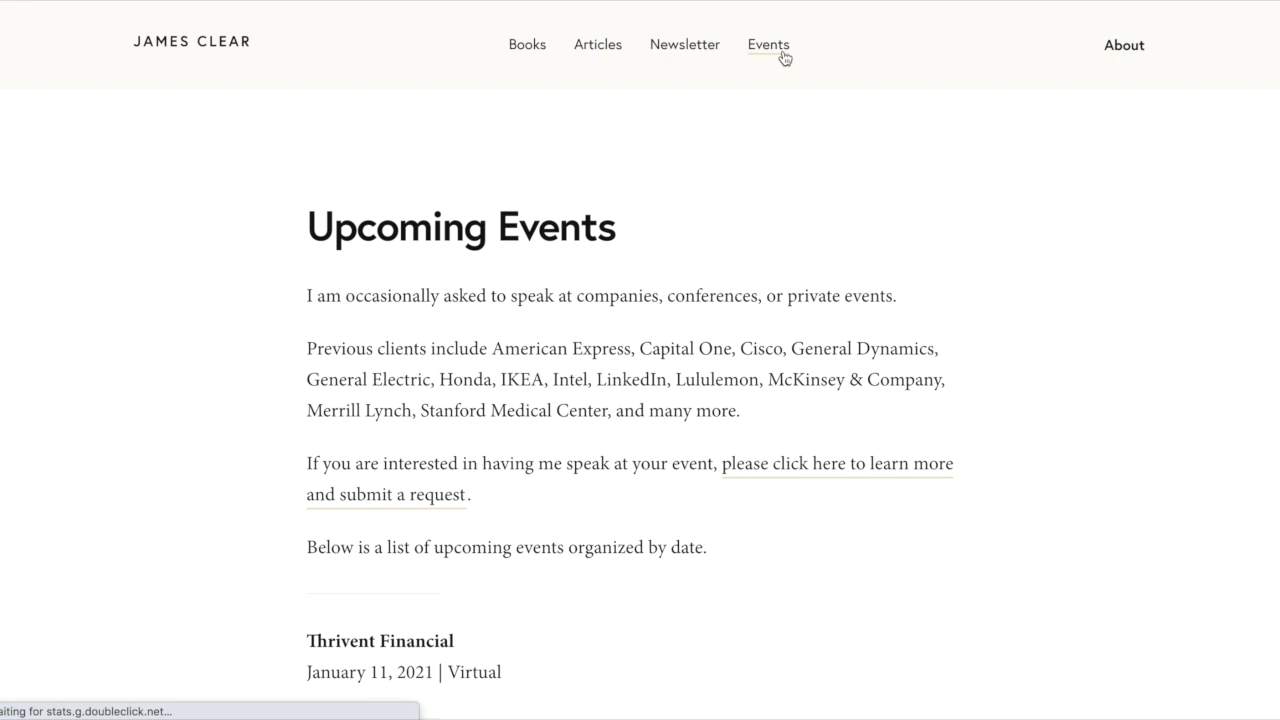 JAMES CLEAR
Books Articles Newsletter Events
About
Upcoming Events
I am occasionally asked to speak at companies, conferences, or private events.
Previous clients include American Express, Capital One, Cisco, General Dynamics,
General Electric, Honda, IKEA, Intel, LinkedIn, Lululemon, McKinsey & Company,
Merrill Lynch, Stanford Medical Center, and many more.
If you are interested in having me speak at your event, please click here to learn more
and submit a request.
Below is a list of upcoming events organized by date.
Thrivent Financial
January 11, 2021 | Virtual
aiting for stats.g.doubleclick.net...